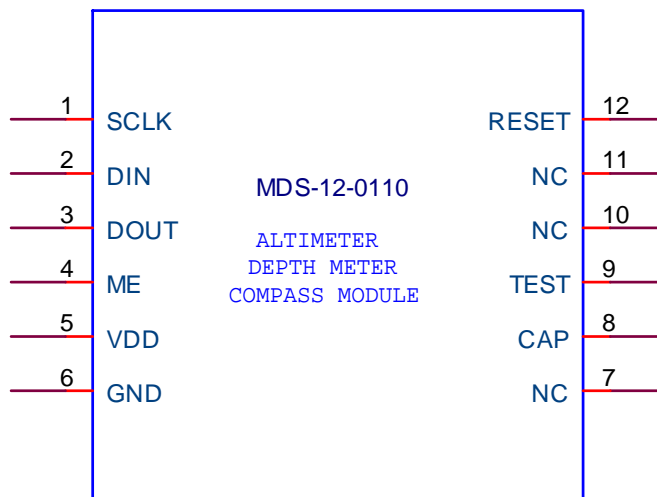 1 SCLK RESET 12
2 DIN NC 11
3 DOUT NC 10
4 ME TEST 9
5 VDD CAP 8
6 GND NC 7
MDS-12-0110
ALTIMETER
DEPTH METER
COMPASS MODULE